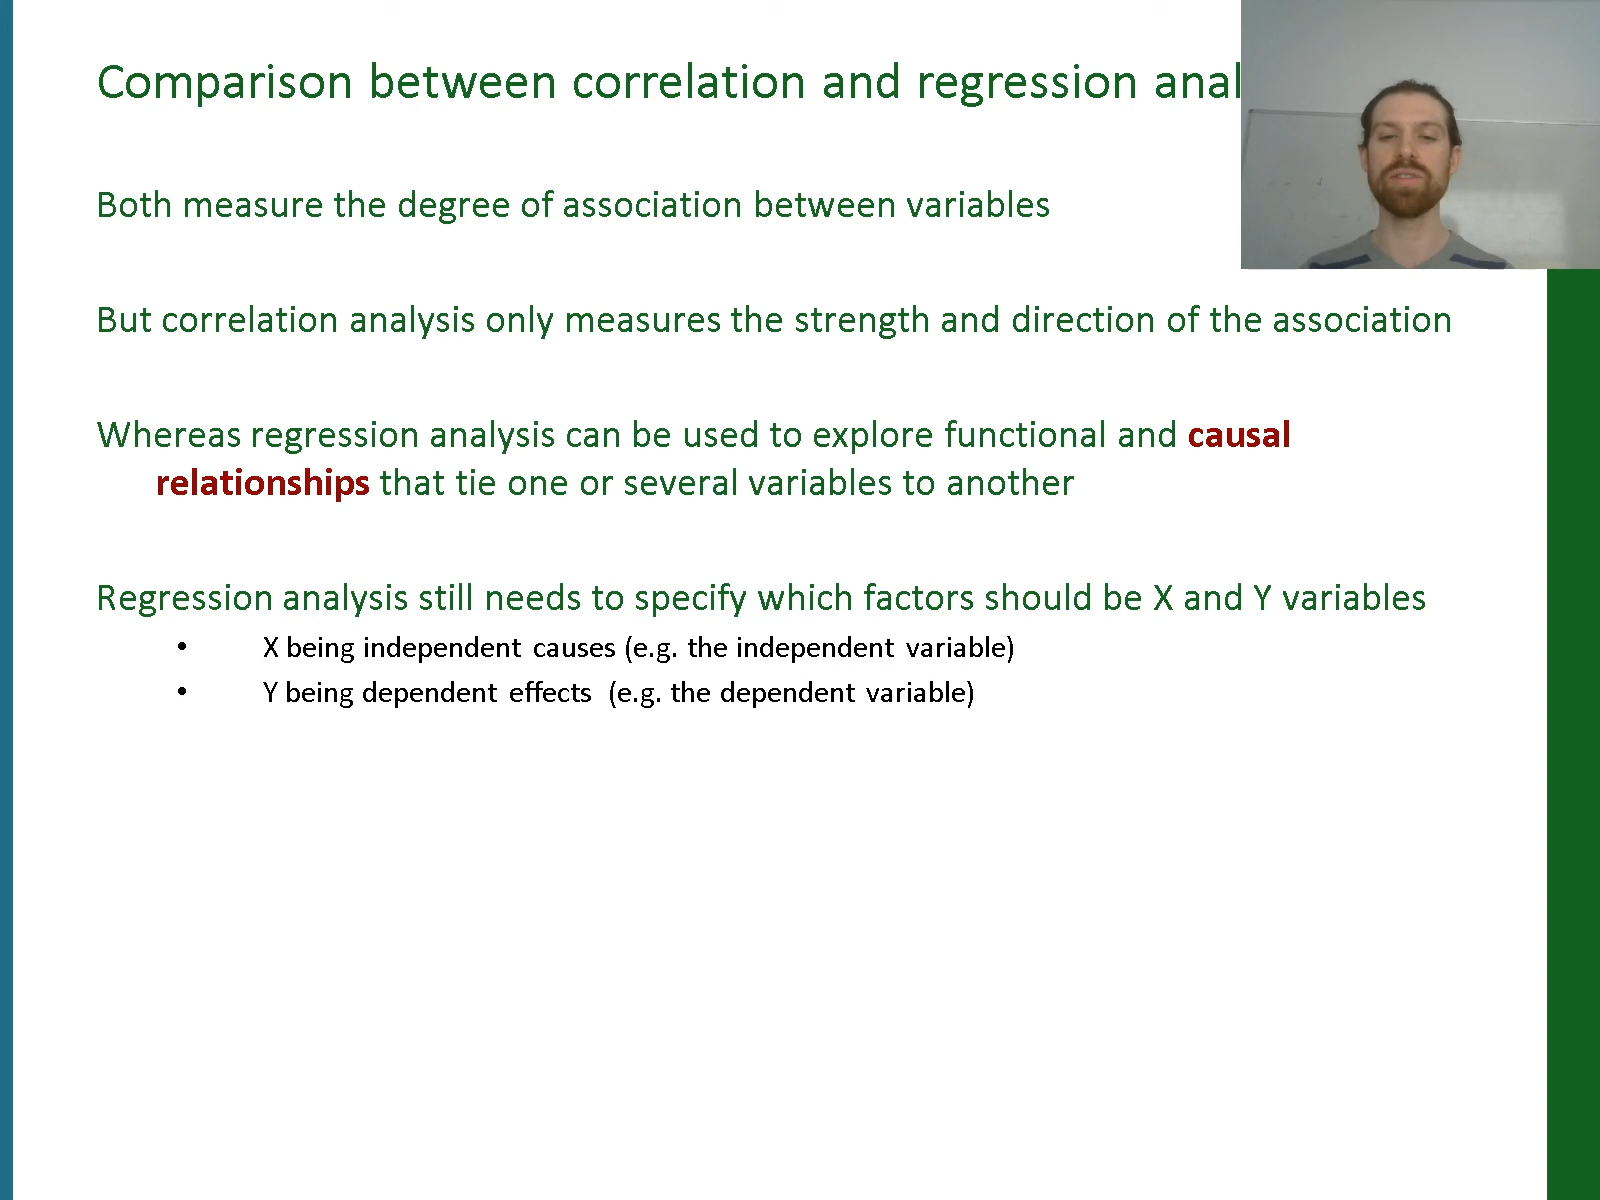 Comparison between correlation and regression
Both measure the degree of association between variables
But correlation analysis only measures the strength and direction of the association
Whereas regression analysis can be used to explore functional and causal
relationships that tie one or several variables to another
Regression analysis still needs to specify which factors should be X and Y variables
• X being independent causes (e.g. the independent variable)
• Y being dependent effects (e.g. the dependent variable)